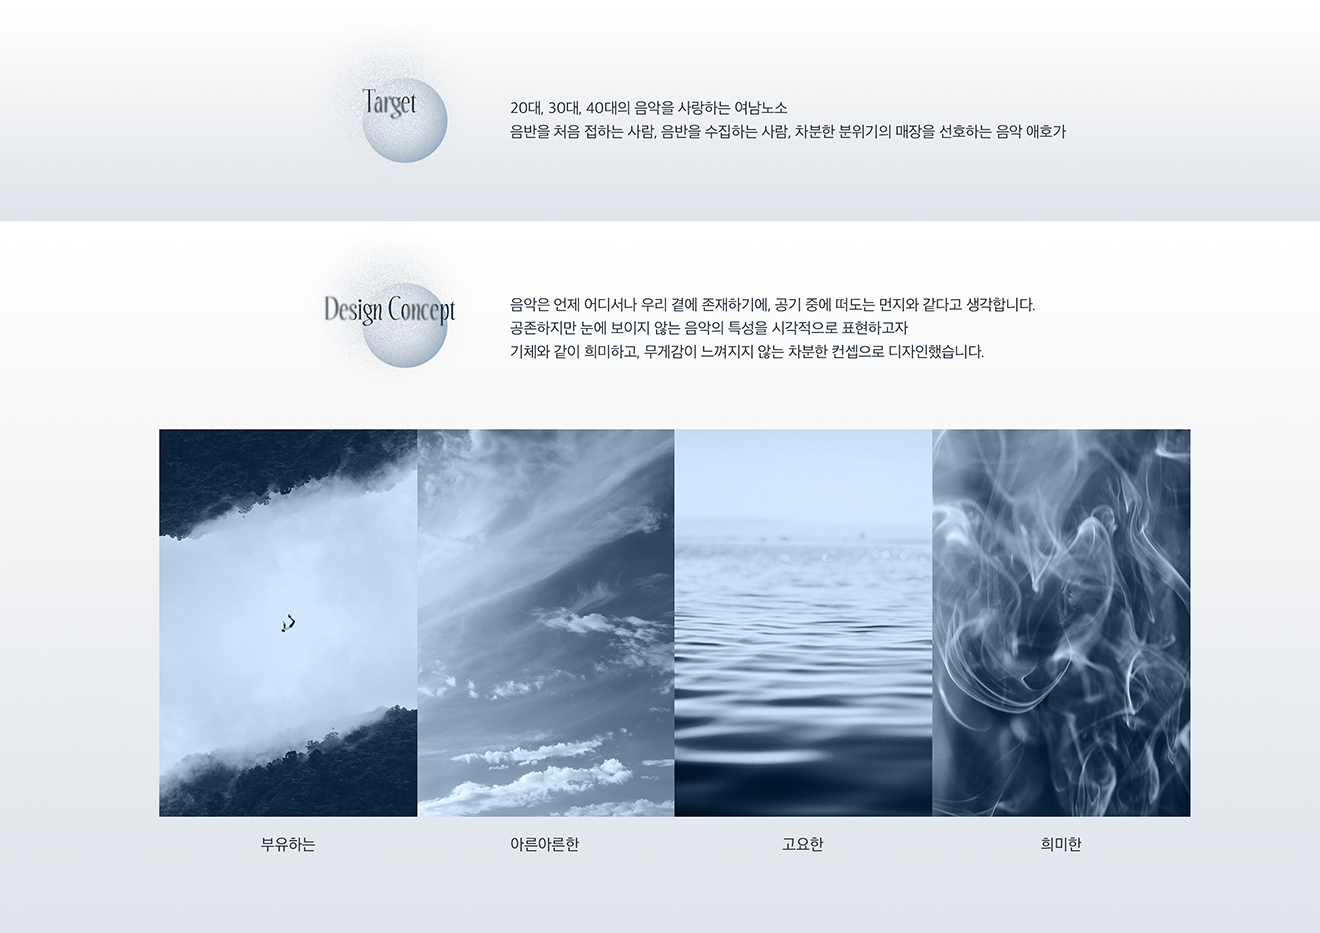 Target
20대, 30대, 40대의 음악을 사랑하는 여남노소
음반을 처음 접하는 사람, 음반을 수집하는 사람, 차분한 분위기의 매장을 선호하는 음악 애호가
Design Concept
음악은 언제 어디서나 우리 곁에 존재하기에, 공기 중에 떠도는 먼지와 같다고 생각합니다.
공존하지만 눈에 보이지 않는 음악의 특성을 시각적으로 표현하고자
기체와 같이 희미하고, 무게감이 느껴지지 않는 차분한 컨셉으로 디자인했습니다.
부유하는
아른아른한
고요한
희미한